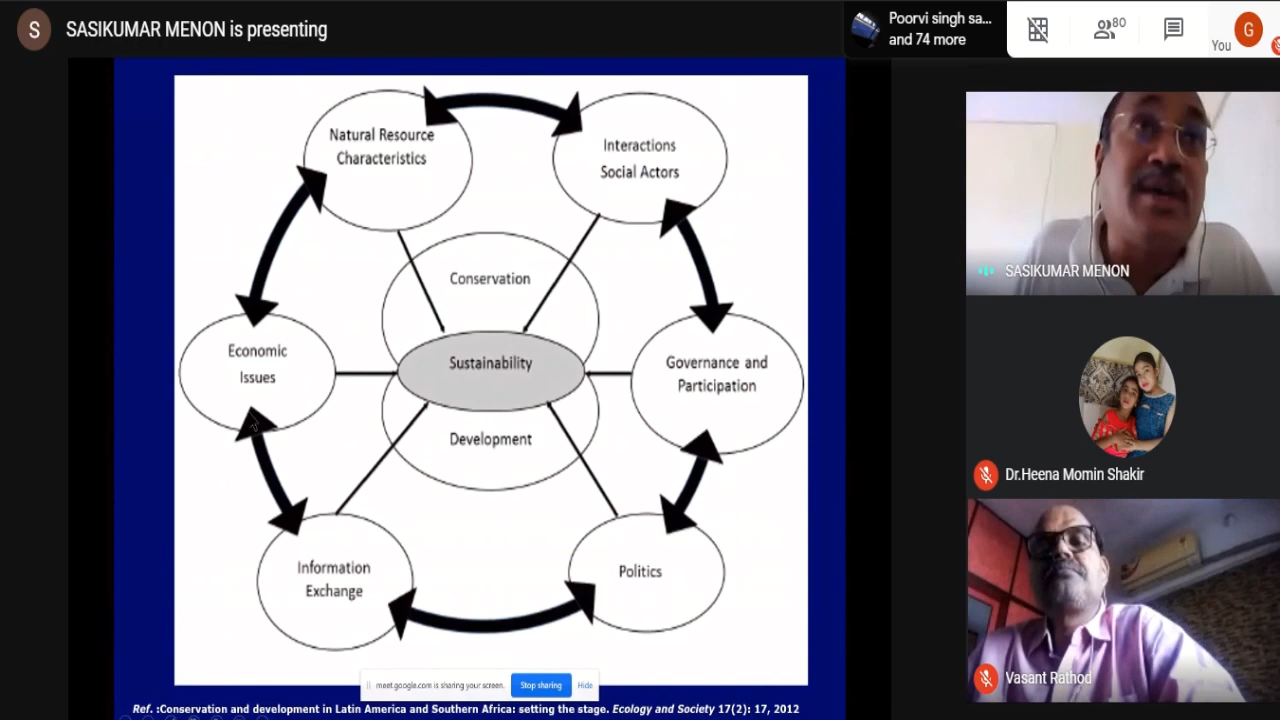 S
SASIKUMAR MENON is presenting
Poorvi singh sa...
and 74 more
80
You
G
Natural Resource
Characteristics
Interactions
Social Actors
Conservation
Economic
Issues
Sustainability
Governance and
Participation
Development
Information
Exchange
Politics
meet.google.com is sharing your screen.
Stop sharing
Hide
Ref. :Conservation and development in Latin America and Southern Africa: setting the stage. Ecology and Society 17(2): 17, 2012
SASIKUMAR MENON
Dr.Heena Momin Shakir
Vasant Rathod